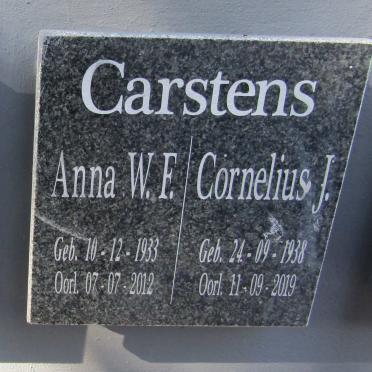 Carstens
Anna W. F.
Geb. 10 - 12 - 1933
Oorl. 07 - 07 - 2012
Cornelius J.
Geb. 24 - 09 - 1938
Oorl. 11 - 09 - 2019